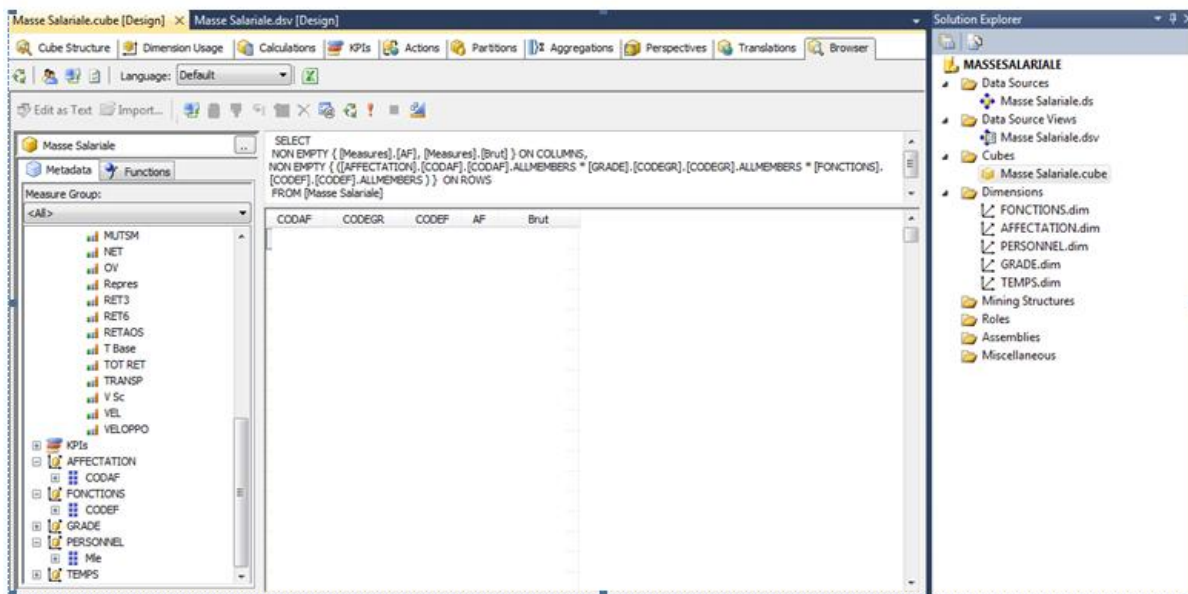 Masse Salariale.cube [Design]
Masse Salariale.dsv [Design]
Cube Structure
Dimension Usage
Calculations
KPIs
Actions
Partitions
Aggregations
Perspectives
Translations
Browser
Language: Default
Edit as Text
Import...
Masse Salariale
..
Metadata
Functions
Measure Group:
<All>
MUTSM
NET
OV
Repres
RET3
RET6
RETAOS
T Base
TOT RET
TRANSP
V Sc
VEL
VELOPPO
KPIs
AFFECTATION
CODAF
FONCTIONS
CODEF
GRADE
PERSONNEL
Mle
TEMPS
SELECT
NON EMPTY { [Measures].[AF], [Measures].[Brut] } ON COLUMNS,
NON EMPTY { ([AFFECTATION].[CODAF].[CODAF].ALLMEMBERS * [GRADE].[CODEGR].[CODEGR].ALLMEMBERS * [FONCTIONS].
[CODEF].[CODEF].ALLMEMBERS ) } ON ROWS
FROM [Masse Salariale]
CODAF CODEGR CODEF AF Brut
Solution Explorer
MASSESALARIALE
Data Sources
Masse Salariale.ds
Data Source Views
Masse Salariale.dsv
Cubes
Masse Salariale.cube
Dimensions
FONCTIONS.dim
AFFECTATION.dim
PERSONNEL.dim
GRADE.dim
TEMPS.dim
Mining Structures
Roles
Assemblies
Miscellaneous